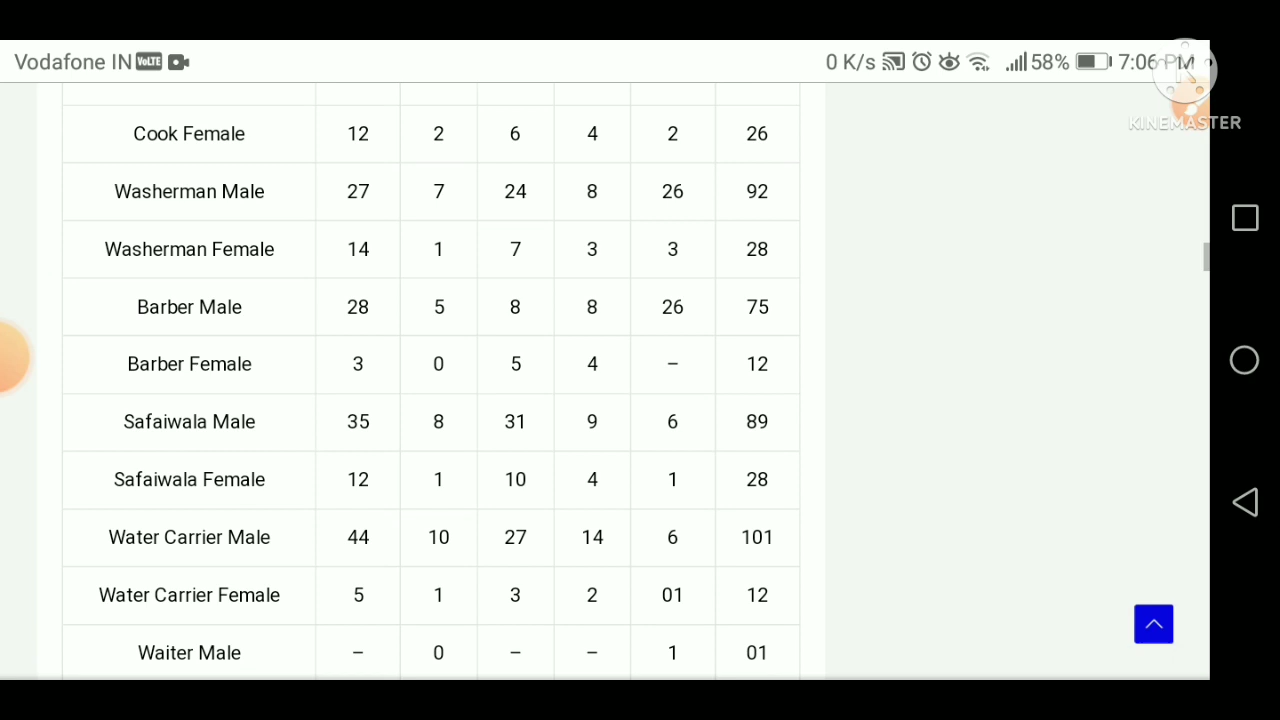 Vodafone IN VoLTE 0 K/s 58% 7:06 PM
KINEMASTER
Cook Female 12 2 6 4 2 26
Washerman Male 27 7 24 8 26 92
Washerman Female 14 1 7 3 3 28
Barber Male 28 5 8 8 26 75
Barber Female 3 0 5 4 – 12
Safaiwala Male 35 8 31 9 6 89
Safaiwala Female 12 1 10 4 1 28
Water Carrier Male 44 10 27 14 6 101
Water Carrier Female 5 1 3 2 01 12
Waiter Male – 0 – – 1 01